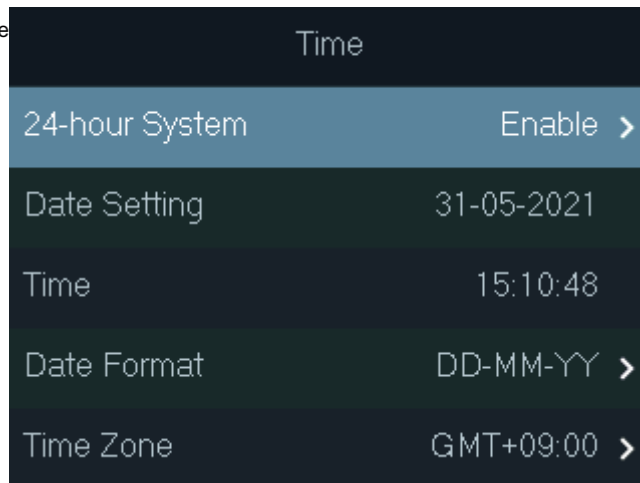 e
Time
24-hour System Enable >
Date Setting 31-05-2021
Time 15:10:48
Date Format DD-MM-YY >
Time Zone GMT+09:00 >